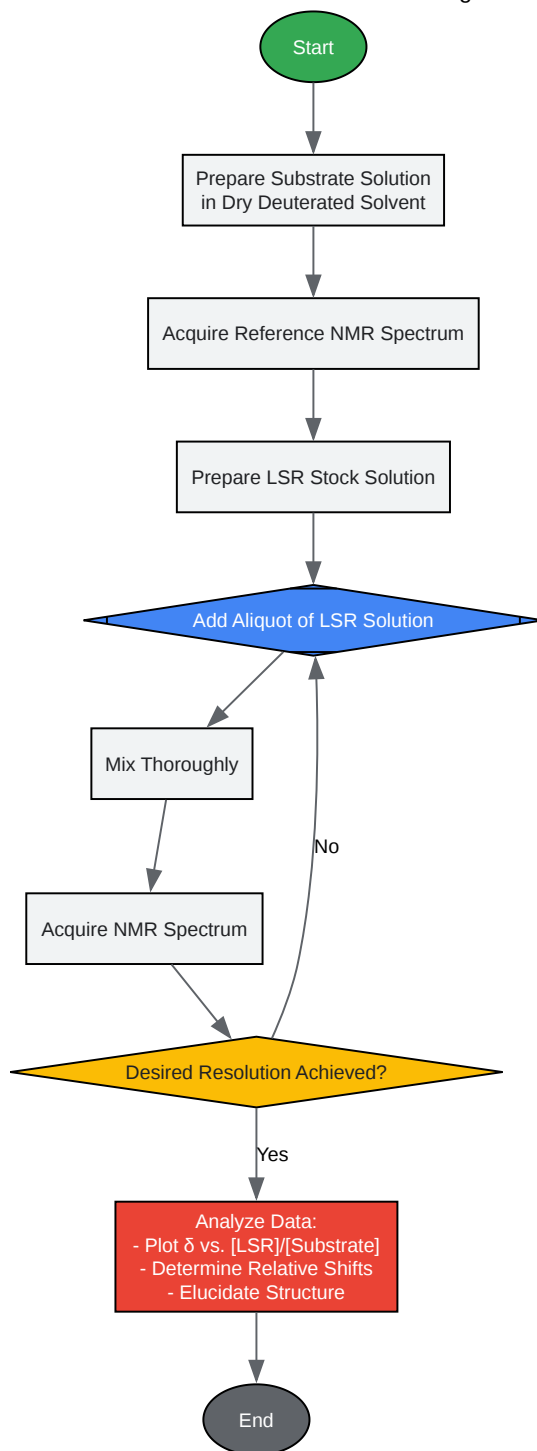 Start
Prepare Substrate Solution
in Dry Deuterated Solvent
Acquire Reference NMR Spectrum
Prepare LSR Stock Solution
Add Aliquot of LSR Solution
Mix Thoroughly
No
Acquire NMR Spectrum
Desired Resolution Achieved?
Yes
Analyze Data:
- Plot δ vs. [LSR]/[Substrate]
- Determine Relative Shifts
- Elucidate Structure
End